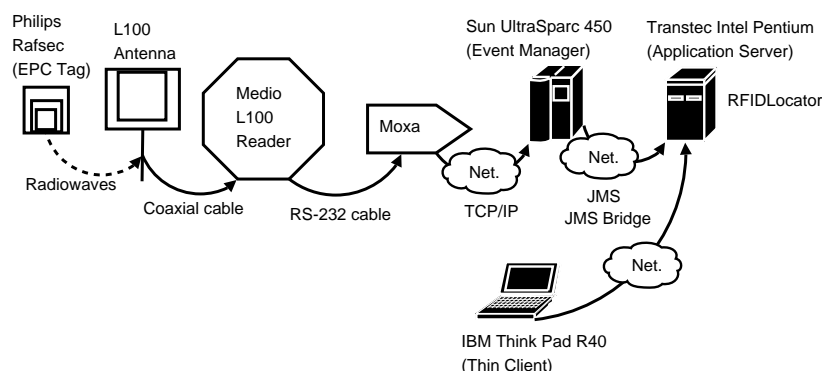 Philips
Rafsec
(EPC Tag)
L100
Antenna
Sun UltraSparc 450
(Event Manager)
Transtec Intel Pentium
(Application Server)
Medio
L100
Reader
Moxa
RFIDLocator
Net.
Net.
Radiowaves
Coaxial cable
RS-232 cable
TCP/IP
JMS
JMS Bridge
Net.
IBM Think Pad R40
(Thin Client)